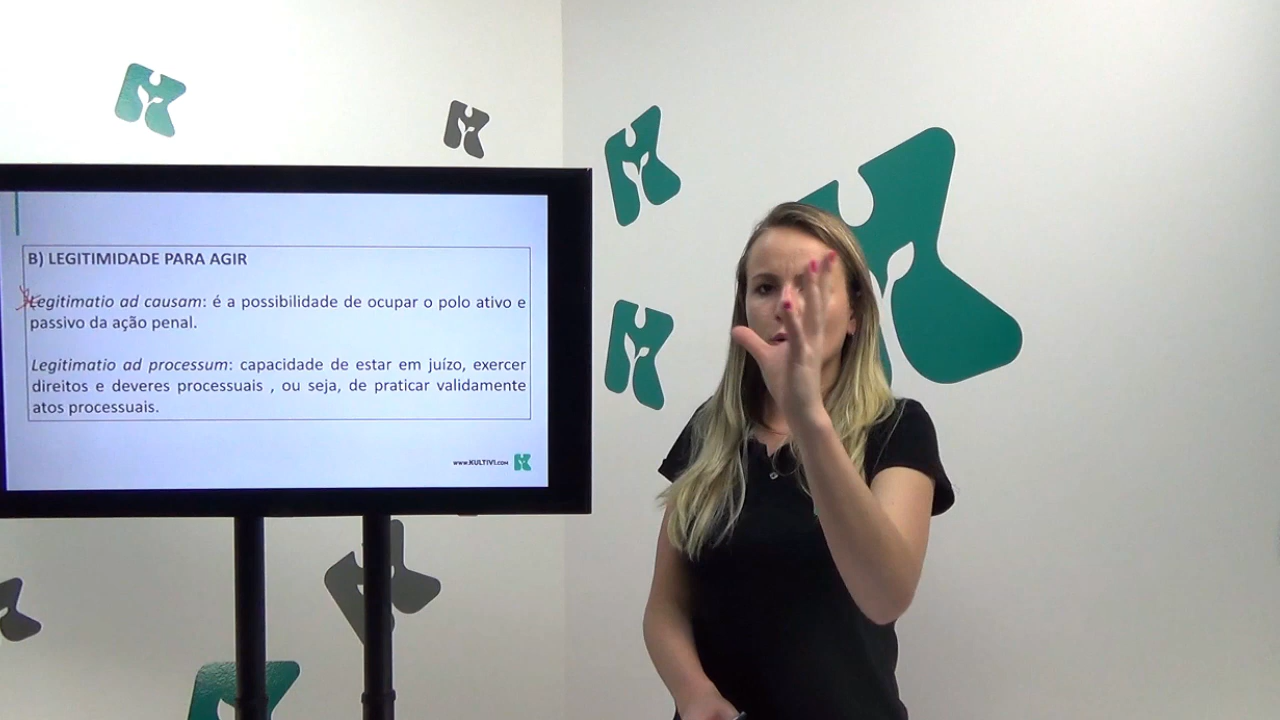 B) LEGITIMIDADE PARA AGIR
Legitimatio ad causam: é a possibilidade de ocupar o polo ativo e
passivo da ação penal.
Legitimatio ad processum: capacidade de estar em juízo, exercer
direitos e deveres processuais , ou seja, de praticar validamente
atos processuais.
www.KULTIVI.COM